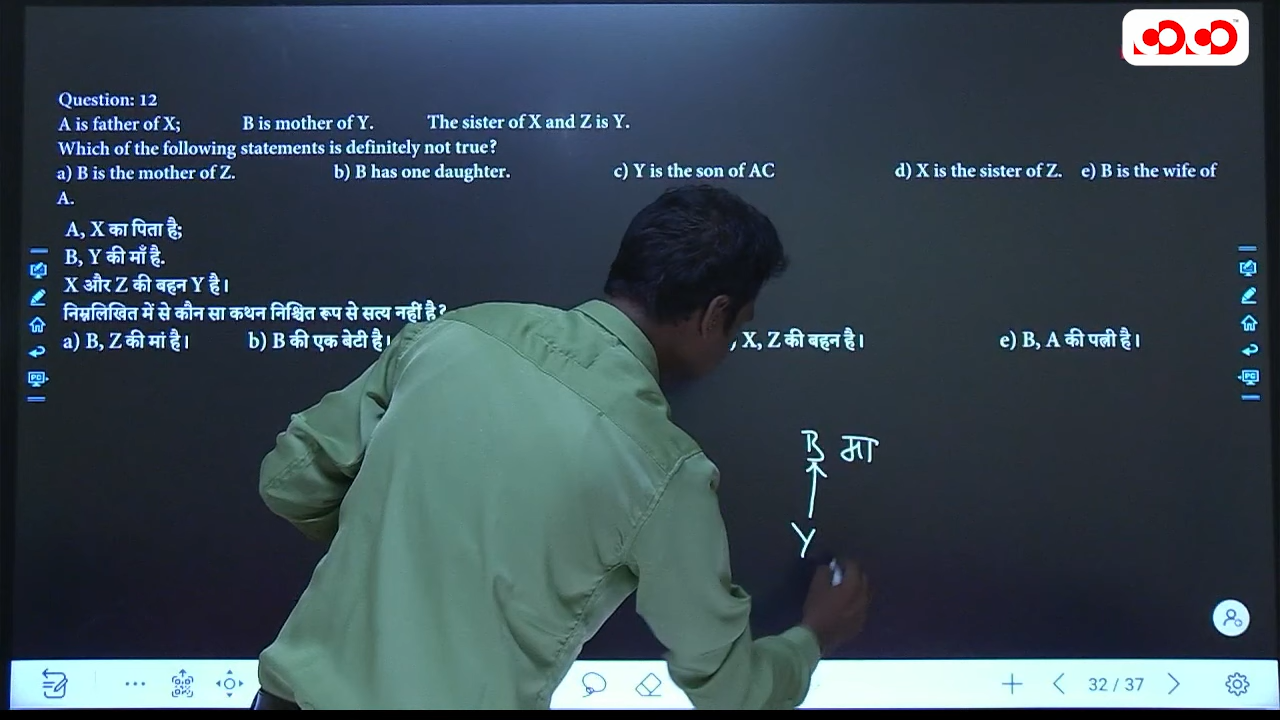 Question: 12
A is father of X; B is mother of Y. The sister of X and Z is Y.
Which of the following statements is definitely not true?
a) B is the mother of Z. b) B has one daughter. c) Y is the son of AC d) X is the sister of Z. e) B is the wife of
A.
A, X का पिता है;
B, Y की माँ है.
X और Z की बहन Y है।
निम्नलिखित में से कौन सा कथन निश्चित रूप से सत्य नहीं है?
a) B, Z की मां है। b) B की एक बेटी है। X, Z की बहन है। e) B, A की पत्नी है।
B मा
Y
32 / 37